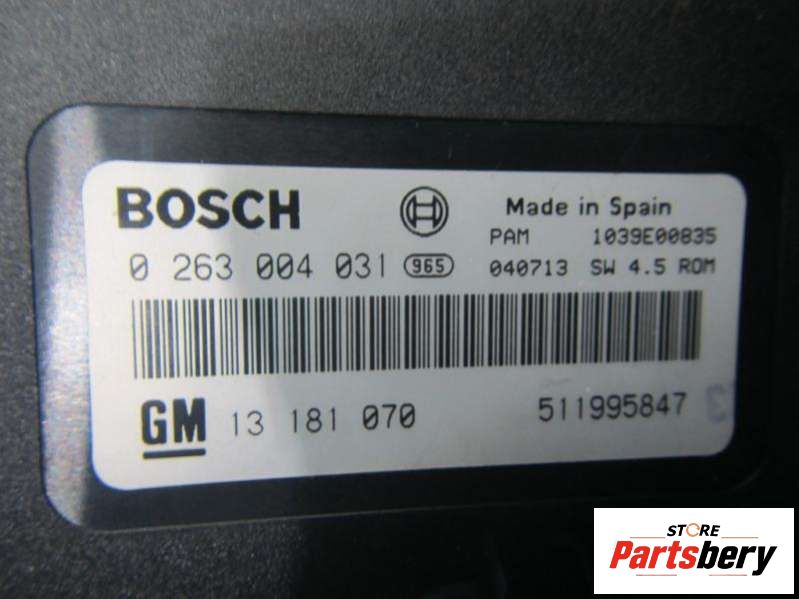 BOSCH Made in Spain
PAM 1039E00835
0 263 004 031 965 040713 SW 4.5 ROM
GM 13 181 070 511995847
STORE
Partsbery